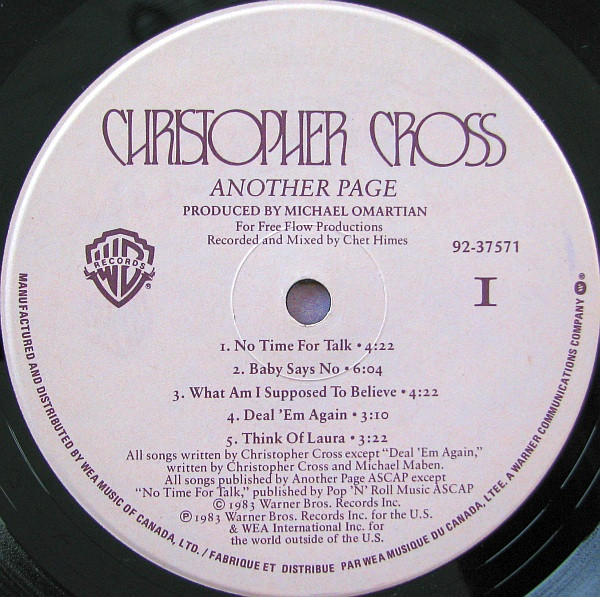 CHRISTOPHER CROSS
ANOTHER PAGE
PRODUCED BY MICHAEL OMARTIAN
For Free Flow Productions
Recorded and Mixed by Chet Himes
92-37571
WB
RECORDS
®
I
1. No Time For Talk • 4:22
2. Baby Says No • 6:04
3. What Am I Supposed To Believe • 4:22
4. Deal 'Em Again • 3:10
5. Think Of Laura • 3:22
All songs written by Christopher Cross except "Deal 'Em Again,"
written by Christopher Cross and Michael Maben.
All songs published by Another Page ASCAP except
"No Time For Talk," published by Pop 'N' Roll Music ASCAP
© 1983 Warner Bros. Records Inc.
℗ 1983 Warner Bros. Records Inc. for the U.S.
& WEA International Inc. for
the world outside of the U.S.
MANUFACTURED AND DISTRIBUTED BY WEA MUSIC OF CANADA, LTD. / FABRIQUE ET DISTRIBUE PAR WEA MUSIQUE DU CANADA, LTEE. A WARNER COMMUNICATIONS COMPANY ®